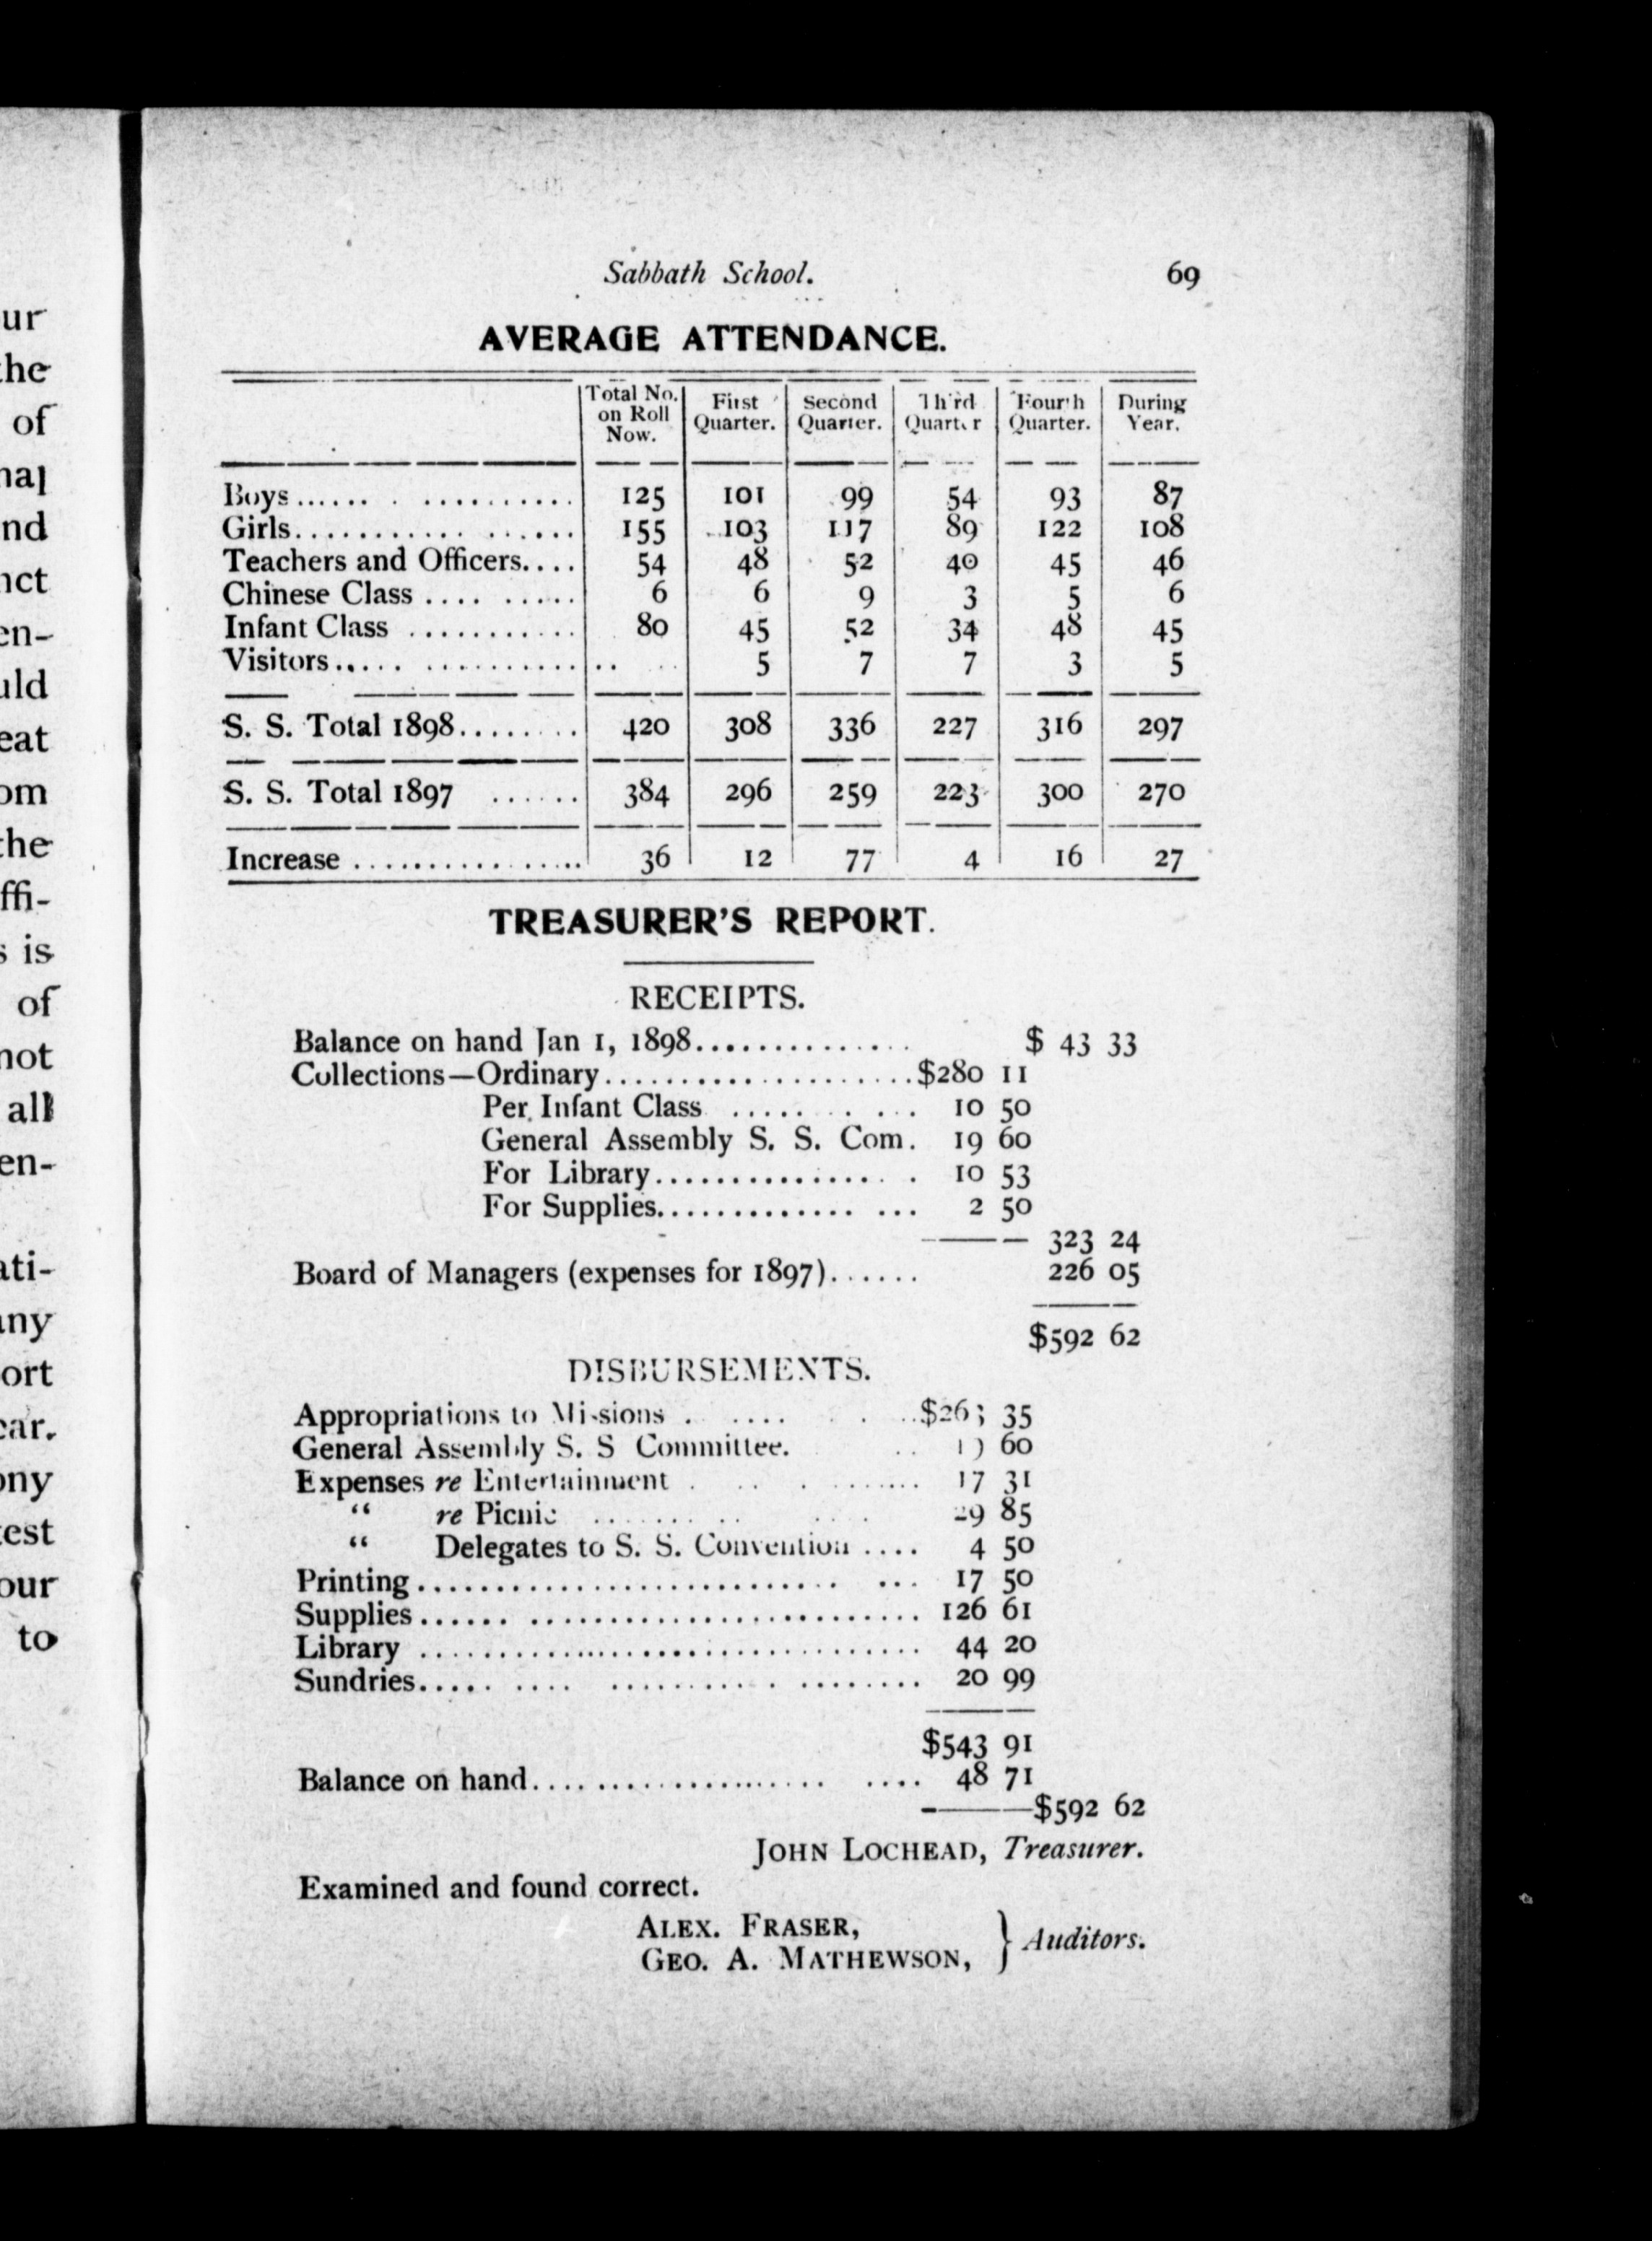 Sabbath School. 69
AVERAGE ATTENDANCE.
Total No. on Roll Now. First Quarter. Second Quarter. Third Quarter Fourth Quarter. During Year.
Boys...... . .......... 125 101 99 54 93 87
Girls........... ...... 155 103 117 89 122 108
Teachers and Officers.... 54 48 52 40 45 46
Chinese Class .... ..... 6 6 9 3 5 6
Infant Class ........... 80 45 52 34 48 45
Visitors..... .......... .. .. 5 7 7 3 5
S. S. Total 1898........ 420 308 336 227 316 297
S. S. Total 1897 ...... 384 296 259 223 300 270
Increase ................ 36 12 77 4 16 27
TREASURER'S REPORT.
RECEIPTS.
Balance on hand Jan 1, 1898.............. $ 43 33
Collections—Ordinary.....................$280 11
Per Infant Class ..... . ... 10 50
General Assembly S. S. Com. 19 60
For Library............... . 10 53
For Supplies............. ... 2 50
323 24
Board of Managers (expenses for 1897)...... 226 05
$592 62
DISBURSEMENTS.
Appropriations to Missions . .... . . ..$263 35
General Assembly S. S Committee. .. 19 60
Expenses re Entertainment . .. . ...... 17 31
“ re Picnic ....... .. .... 29 85
“ Delegates to S. S. Convention .... 4 50
Printing............................ ... 17 50
Supplies...... .......................... 126 61
Library ................................. 44 20
Sundries..... .... ........... ........ 20 99
$543 91
Balance on hand.................... .... 48 71
$592 62
JOHN LOCHEAD, Treasurer.
Examined and found correct.
ALEX. FRASER,
GEO. A. MATHEWSON, } Auditors.